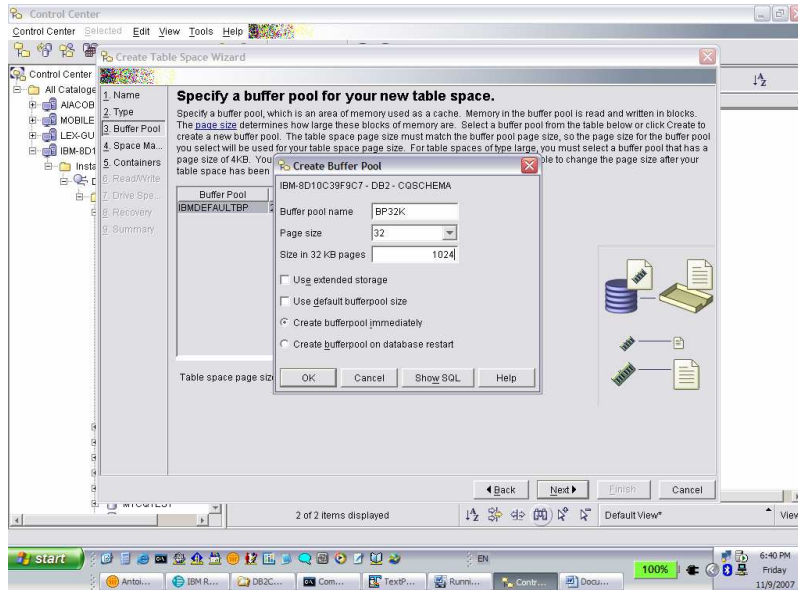 Control Center
Control Center Selected Edit View Tools Help
Create Table Space Wizard
Control Center
All Cataloge
AIACOB
MOBILE
LEX-GU
IBM-8D1
Insta
1. Name
2. Type
3. Buffer Pool
4. Space Ma...
5. Containers
6. Read/Write
7. Drive Spe...
8. Recovery
9. Summary
Specify a buffer pool for your new table space.
Specify a buffer pool, which is an area of memory used as a cache. Memory in the buffer pool is read and written in blocks.
The page size determines how large these blocks of memory are. Select a buffer pool from the table below or click Create to
create a new buffer pool. The table space page size must match the buffer pool page size, so the page size for the buffer pool
you select will be used for your table space page size. For table spaces of type large, you must select a buffer pool that has a
page size of 4KB. You
ple to change the page size after your
table space has been
Buffer Pool
IBMDEFAULTBP
Table space page siz
Create Buffer Pool
IBM-8D10C39F9C7 - DB2 - CQSCHEMA
Buffer pool name BP32K
Page size 32
Size in 32 KB pages 1024
Use extended storage
Use default bufferpool size
Create bufferpool immediately
Create bufferpool on database restart
OK Cancel Show SQL Help
Back Next Finish Cancel
2 of 2 items displayed
Default View*
View
start
EN
100%
6:40 PM
Friday
11/9/2007
Antoi... IBM R... DB2C... Com... TextP... Runni... Contr... Docu...